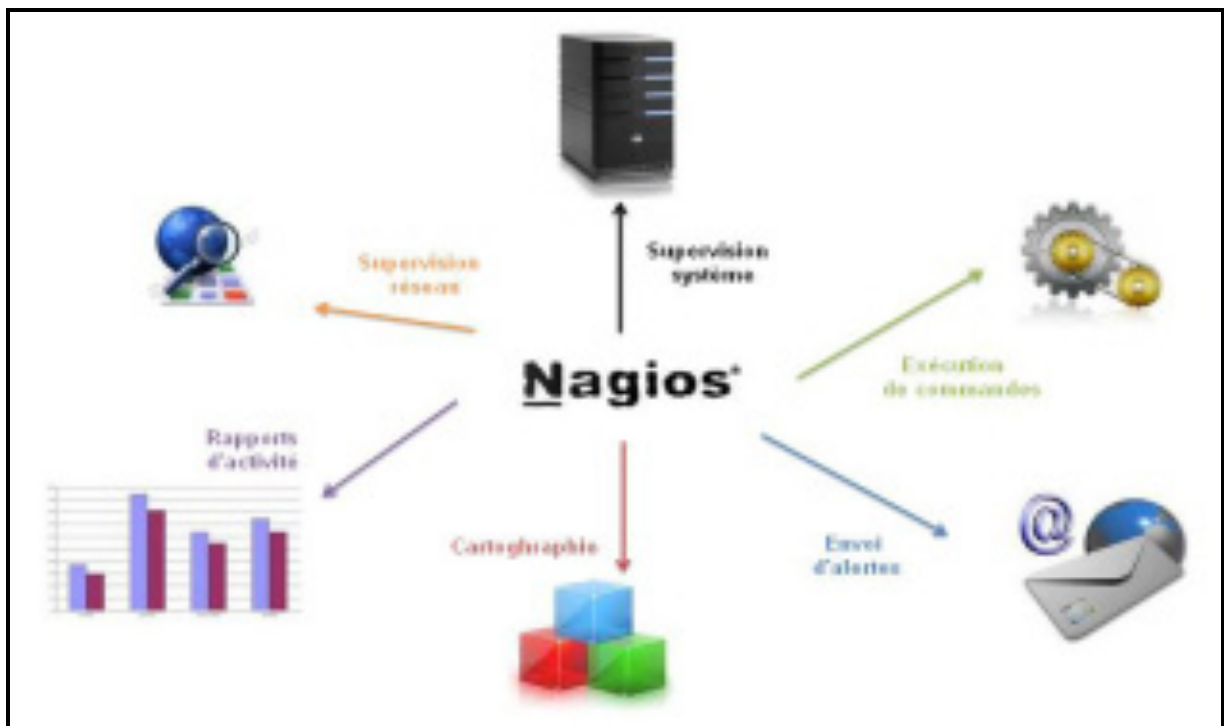 Supervision
système
Supervision
réseau
Nagios®
Exécution
de commandes
Rapports
d'activité
Cartoghraphie
Envoi
d'alertes
@